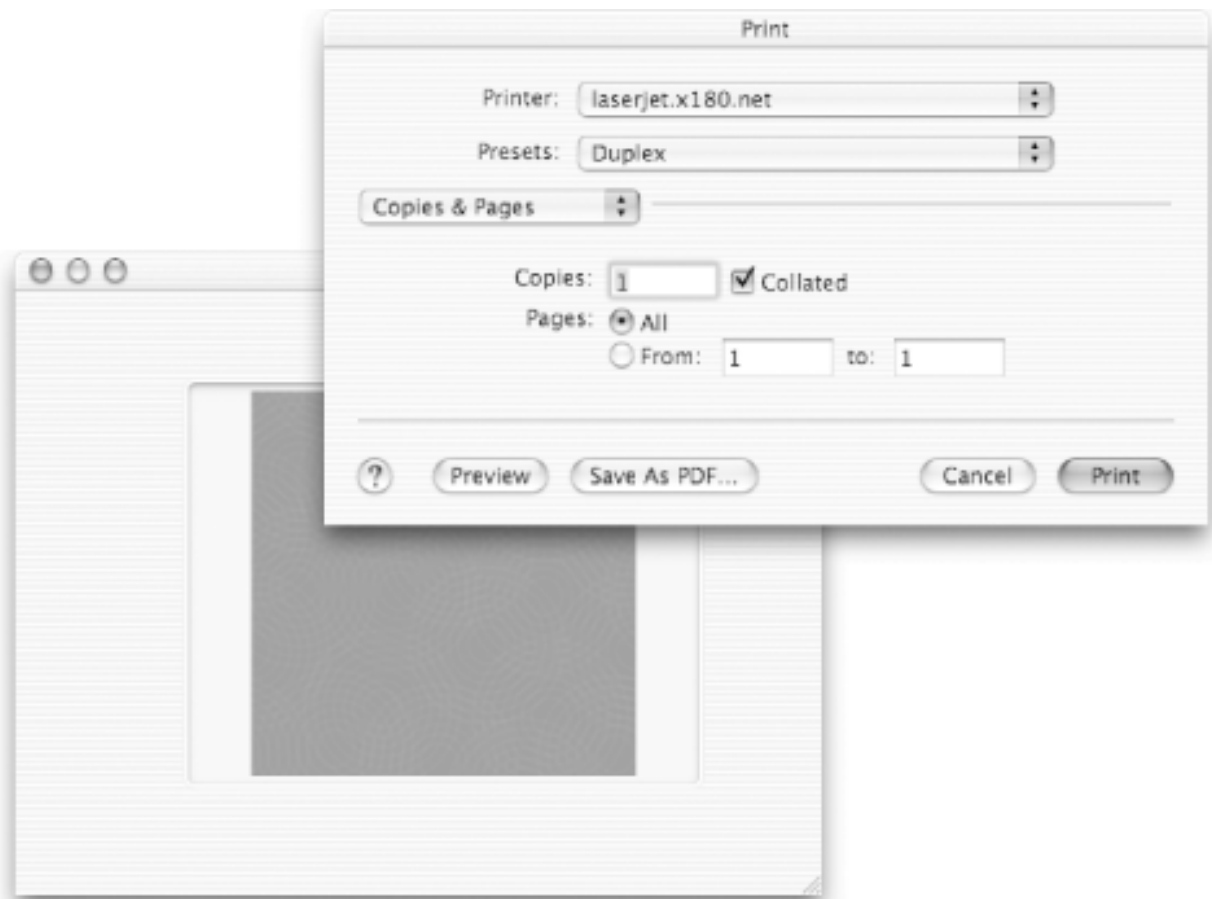 Print
Printer: laserjet.x180.net
Presets: Duplex
Copies & Pages
Copies: 1 Collated
Pages: All
From: 1 to: 1
? Preview Save As PDF... Cancel Print